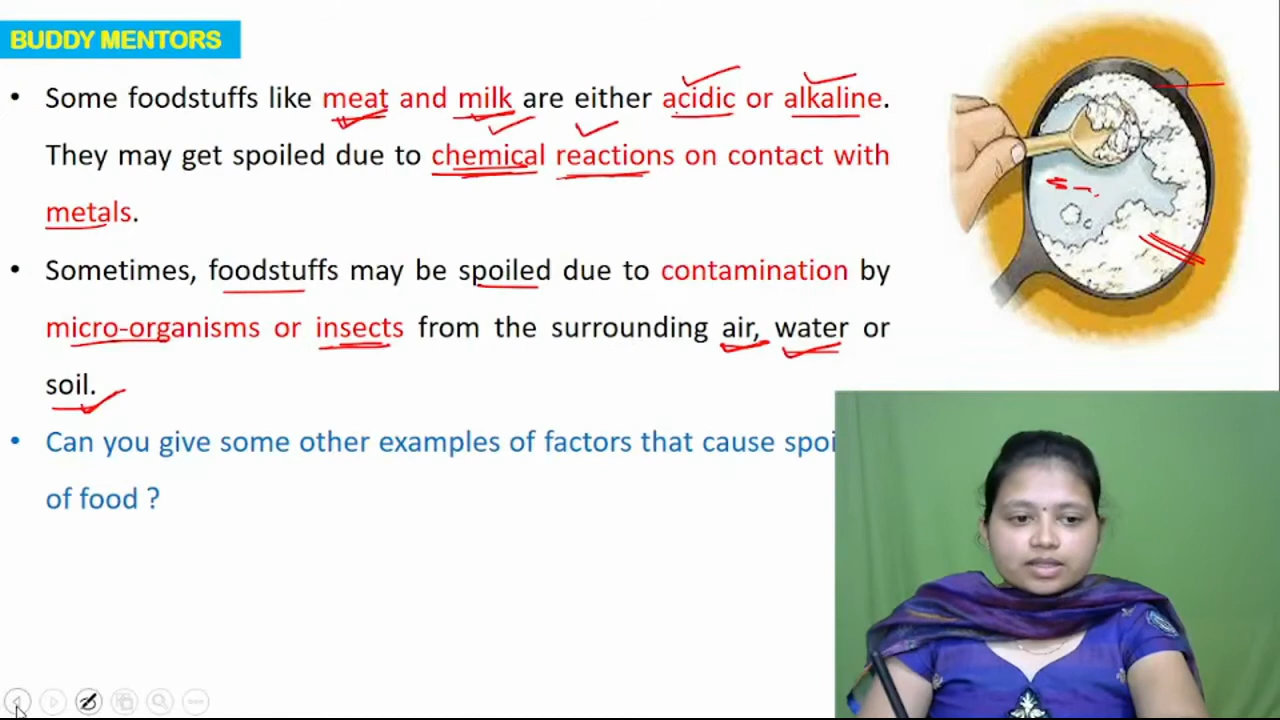 BUDDY MENTORS
• Some foodstuffs like meat and milk are either acidic or alkaline.
They may get spoiled due to chemical reactions on contact with
metals.
• Sometimes, foodstuffs may be spoiled due to contamination by
micro-organisms or insects from the surrounding air, water or
soil.
• Can you give some other examples of factors that cause spoi
of food ?